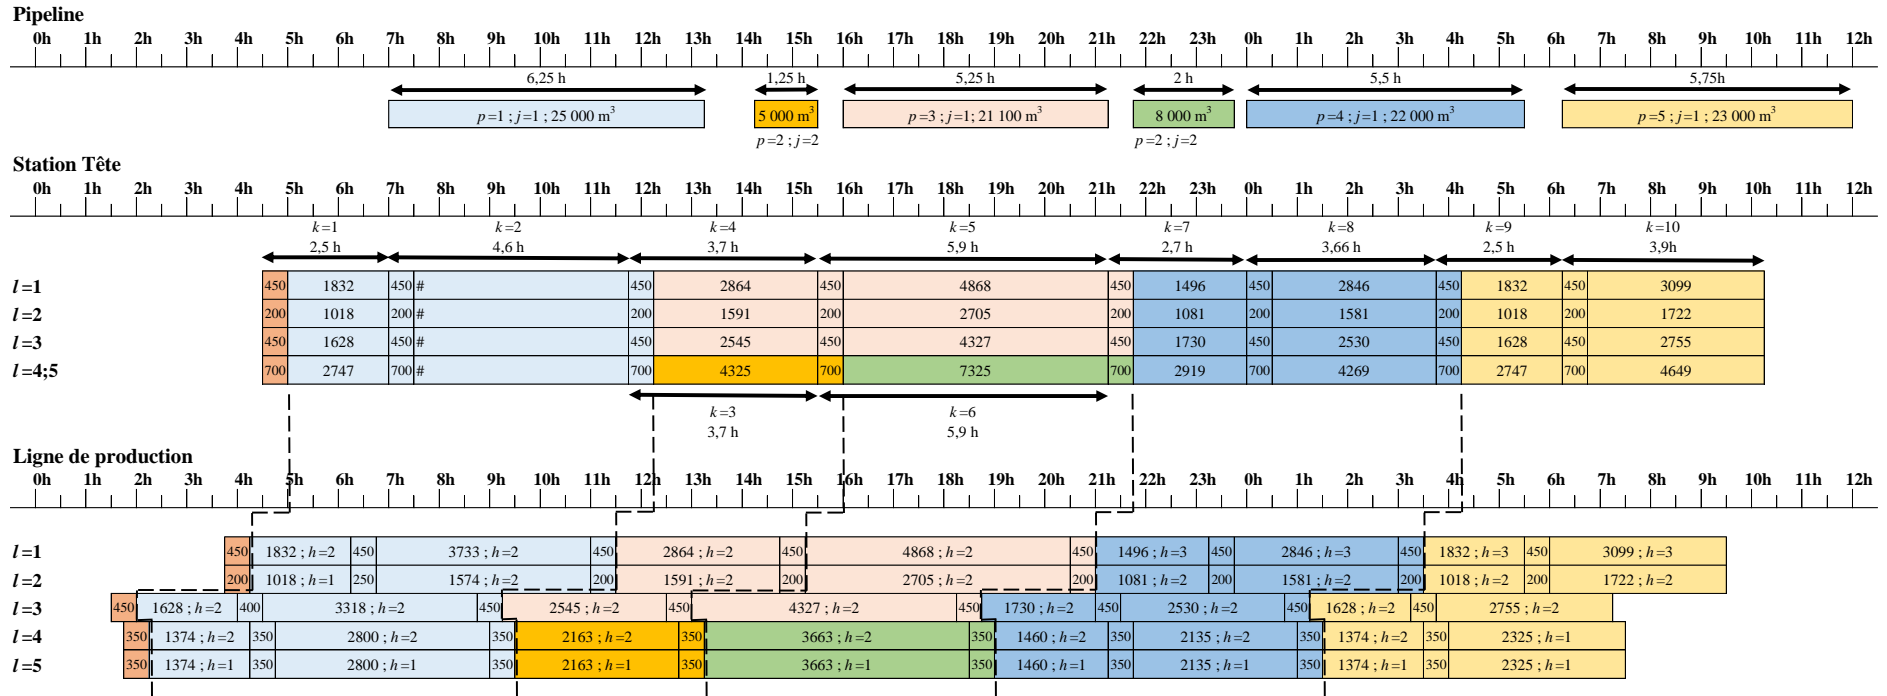 Pipeline
0h 1h 2h 3h 4h 5h 6h 7h 8h 9h 10h 11h 12h 13h 14h 15h 16h 17h 18h 19h 20h 21h 22h 23h 0h 1h 2h 3h 4h 5h 6h 7h 8h 9h 10h 11h 12h
6,25 h 1,25 h 5,25 h 2 h 5,5 h 5,75h
p=1 ; j=1 ; 25 000 m³ 5 000 m³ p=3 ; j=1; 21 100 m³ 8 000 m³ p=4 ; j=1 ; 22 000 m³ p=5 ; j=1 ; 23 000 m³
p=2 ; j=2 p=2 ; j=2
Station Tête
0h 1h 2h 3h 4h 5h 6h 7h 8h 9h 10h 11h 12h 13h 14h 15h 16h 17h 18h 19h 20h 21h 22h 23h 0h 1h 2h 3h 4h 5h 6h 7h 8h 9h 10h 11h 12h
k=1 k=2 k=4 k=5 k=7 k=8 k=9 k=10
2,5 h 4,6 h 3,7 h 5,9 h 2,7 h 3,66 h 2,5 h 3,9h
l=1 450 1832 450 # 450 2864 450 4868 450 1496 450 2846 450 1832 450 3099
l=2 200 1018 200 # 200 1591 200 2705 200 1081 200 1581 200 1018 200 1722
l=3 450 1628 450 # 450 2545 450 4327 450 1730 450 2530 450 1628 450 2755
l=4;5 700 2747 700 # 700 4325 700 7325 700 2919 700 4269 700 2747 700 4649
k=3 k=6
3,7 h 5,9 h
Ligne de production
0h 1h 2h 3h 4h 5h 6h 7h 8h 9h 10h 11h 12h 13h 14h 15h 16h 17h 18h 19h 20h 21h 22h 23h 0h 1h 2h 3h 4h 5h 6h 7h 8h 9h 10h 11h 12h
l=1 450 1832 ; h=2 450 3733 ; h=2 450 2864 ; h=2 450 4868 ; h=2 450 1496 ; h=3 450 2846 ; h=3 450 1832 ; h=3 450 3099 ; h=3
l=2 200 1018 ; h=1 250 1574 ; h=2 200 1591 ; h=2 200 2705 ; h=2 200 1081 ; h=2 200 1581 ; h=2 200 1018 ; h=2 200 1722 ; h=2
l=3 450 1628 ; h=2 400 3318 ; h=2 450 2545 ; h=2 450 4327 ; h=2 450 1730 ; h=2 450 2530 ; h=2 450 1628 ; h=2 450 2755 ; h=2
l=4 350 1374 ; h=2 350 2800 ; h=2 350 2163 ; h=2 350 3663 ; h=2 350 1460 ; h=2 350 2135 ; h=2 350 1374 ; h=2 350 2325 ; h=1
l=5 350 1374 ; h=1 350 2800 ; h=1 350 2163 ; h=1 350 3663 ; h=1 350 1460 ; h=1 350 2135 ; h=1 350 1374 ; h=1 350 2325 ; h=1